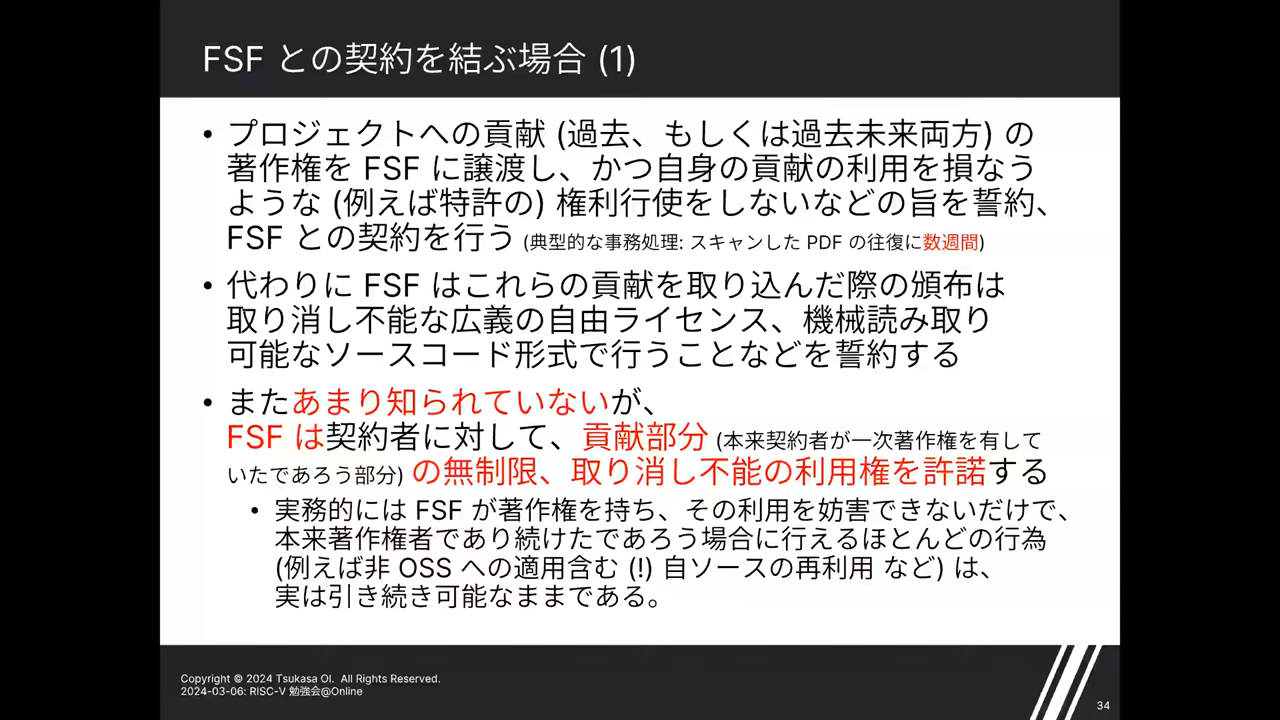 FSF との契約を結ぶ場合 (1)
• プロジェクトへの貢献 (過去、もしくは過去未来両方) の
著作権を FSF に譲渡し、かつ自身の貢献の利用を損なう
ような (例えば特許の) 権利行使をしないなどの旨を誓約、
FSF との契約を行う (典型的な事務処理: スキャンした PDF の往復に数週間)
• 代わりに FSF はこれらの貢献を取り込んだ際の頒布は
取り消し不能な広義の自由ライセンス、機械読み取り
可能なソースコード形式で行うことなどを誓約する
• またあまり知られていないが、
FSF は契約者に対して、貢献部分 (本来契約者が一次著作権を有して
いたであろう部分) の無制限、取り消し不能の利用権を許諾する
• 実務的には FSF が著作権を持ち、その利用を妨害できないだけで、
本来著作権者であり続けたであろう場合に行えるほとんどの行為
(例えば非 OSS への適用含む (!) 自ソースの再利用 など) は、
実は引き続き可能なままである。
Copyright © 2024 Tsukasa OI. All Rights Reserved.
2024-03-06: RISC-V 勉強会@Online
34